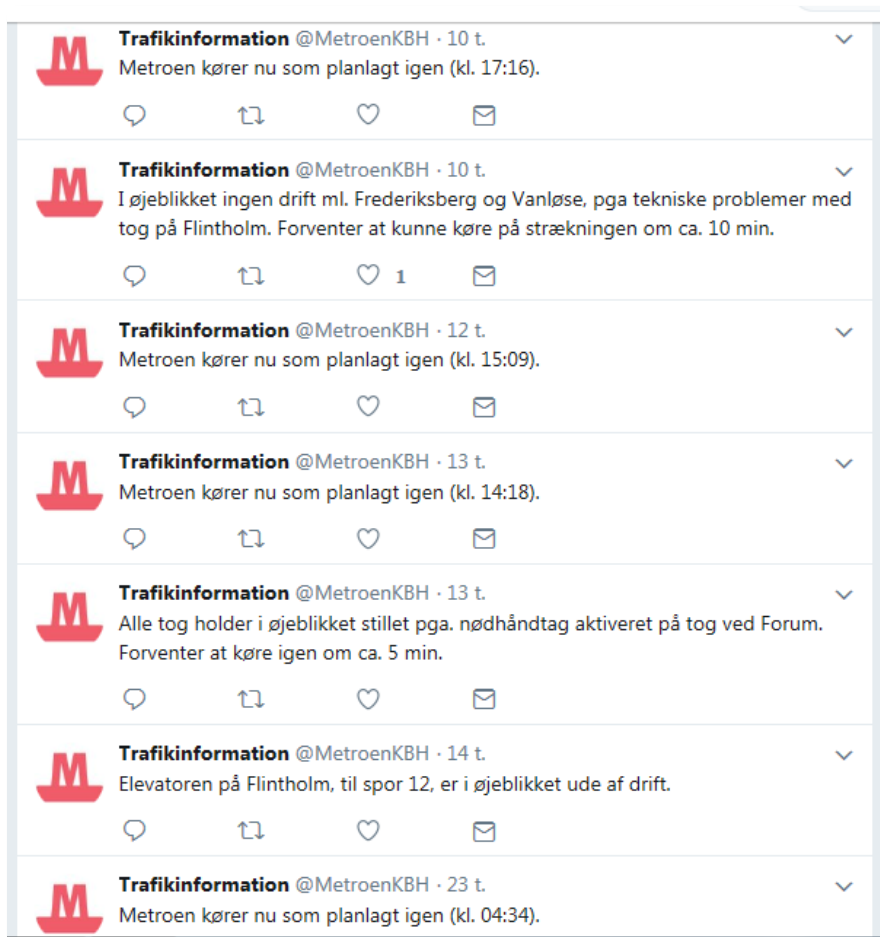 Trafikinformation @MetroenKBH · 10 t.
Metroen kører nu som planlagt igen (kl. 17:16).
Trafikinformation @MetroenKBH · 10 t.
I øjeblikket ingen drift ml. Frederiksberg og Vanløse, pga tekniske problemer med
tog på Flintholm. Forventer at kunne køre på strækningen om ca. 10 min.
1
Trafikinformation @MetroenKBH · 12 t.
Metroen kører nu som planlagt igen (kl. 15:09).
Trafikinformation @MetroenKBH · 13 t.
Metroen kører nu som planlagt igen (kl. 14:18).
Trafikinformation @MetroenKBH · 13 t.
Alle tog holder i øjeblikket stillet pga. nødhåndtag aktiveret på tog ved Forum.
Forventer at køre igen om ca. 5 min.
Trafikinformation @MetroenKBH · 14 t.
Elevatoren på Flintholm, til spor 12, er i øjeblikket ude af drift.
Trafikinformation @MetroenKBH · 23 t.
Metroen kører nu som planlagt igen (kl. 04:34).